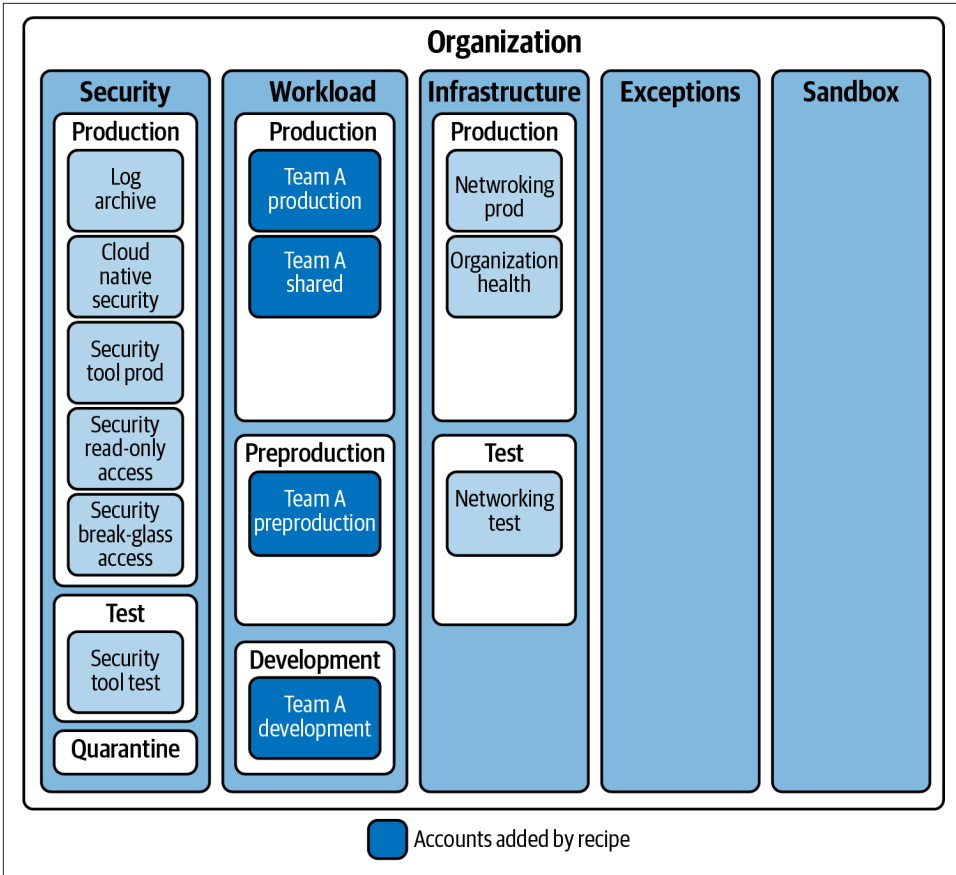 Organization
Security
Production
Log
archive
Cloud
native
security
Security
tool prod
Security
read-only
access
Security
break-glass
access
Test
Security
tool test
Quarantine
Workload
Production
Team A
production
Team A
shared
Preproduction
Team A
preproduction
Development
Team A
development
Infrastructure
Production
Netwroking
prod
Organization
health
Test
Networking
test
Exceptions
Sandbox
Accounts added by recipe